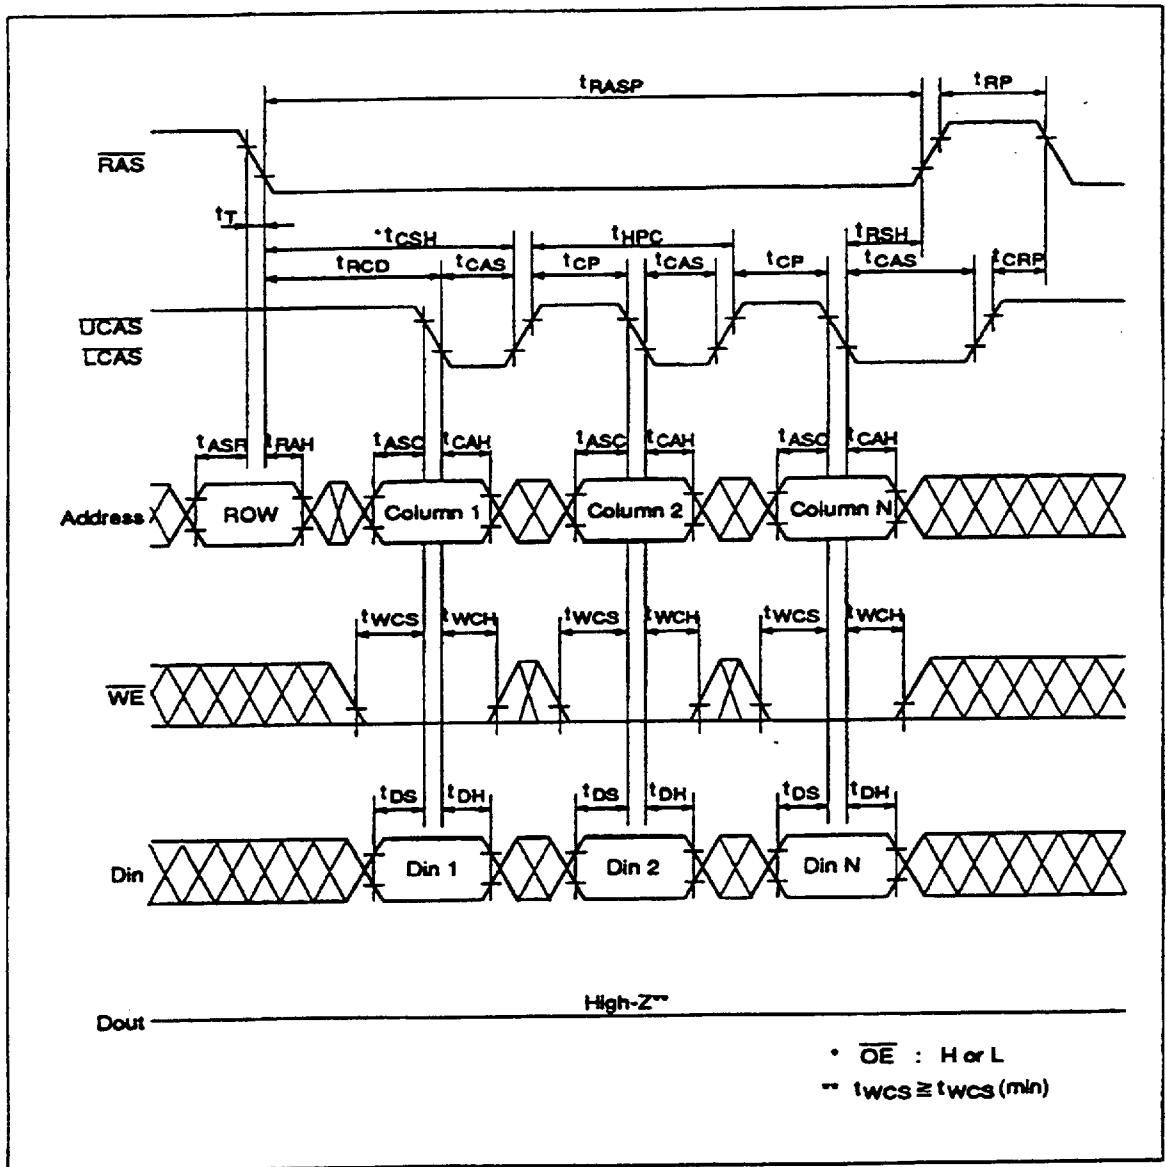 tRASP tRP
RAS
tT
*tCSH tHPC tRSH
tRCD tCAS tCP tCAS tCP tCAS tCRP
UCAS
LCAS
tASR tRAH tASC tCAH tASC tCAH tASC tCAH
Address ROW Column 1 Column 2 Column N
tWCS tWCH tWCS tWCH tWCS tWCH
WE
tDS tDH tDS tDH tDS tDH
Din Din 1 Din 2 Din N
High-Z**
Dout
* OE : H or L
** tWCS ≧ tWCS (min)